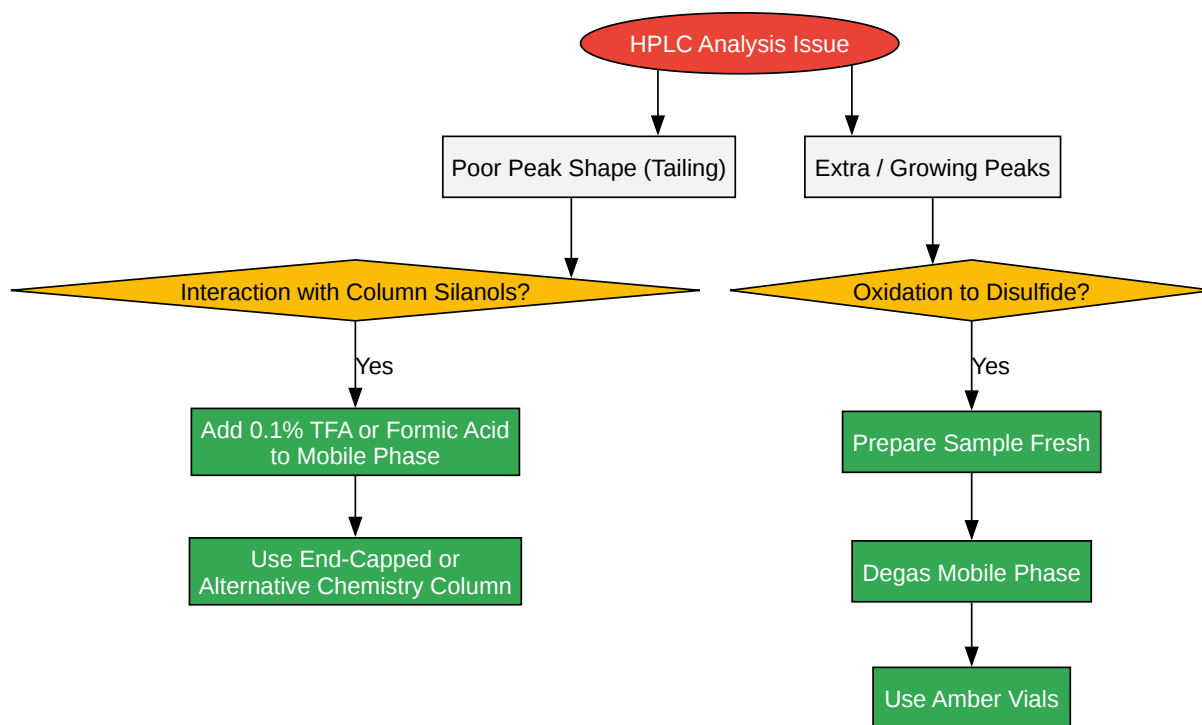 HPLC Analysis Issue
Poor Peak Shape (Tailing)
Extra / Growing Peaks
Interaction with Column Silanols?
Oxidation to Disulfide?
Yes
Yes
Add 0.1% TFA or Formic Acid
to Mobile Phase
Prepare Sample Fresh
Use End-Capped or
Alternative Chemistry Column
Degas Mobile Phase
Use Amber Vials